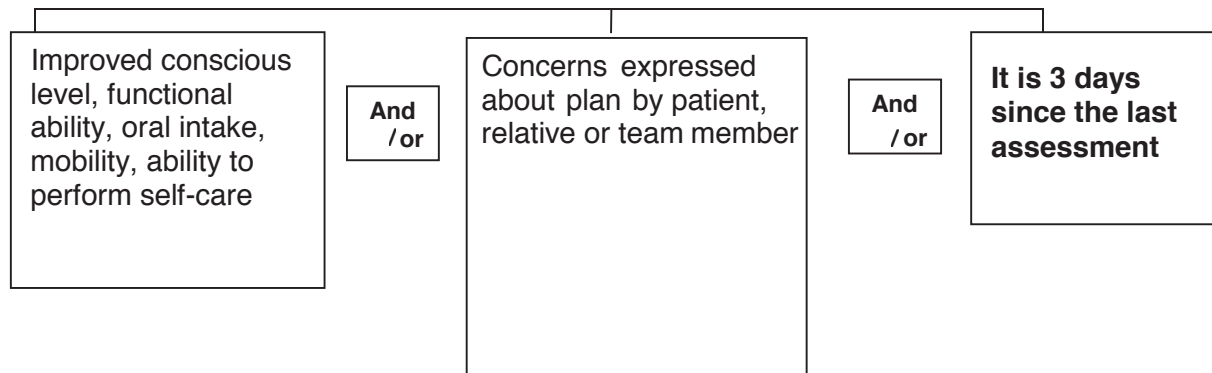 Improved conscious
level, functional
ability, oral intake,
mobility, ability to
perform self-care
And
/ or
Concerns expressed
about plan by patient,
relative or team member
And
/ or
It is 3 days
since the last
assessment